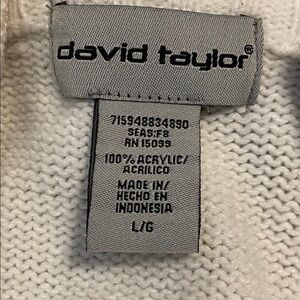 david taylor®
715948834890
SEAS:F8
RN 15099
100% ACRYLIC/
ACRILICO
MADE IN/
HECHO EN
INDONESIA
L/G